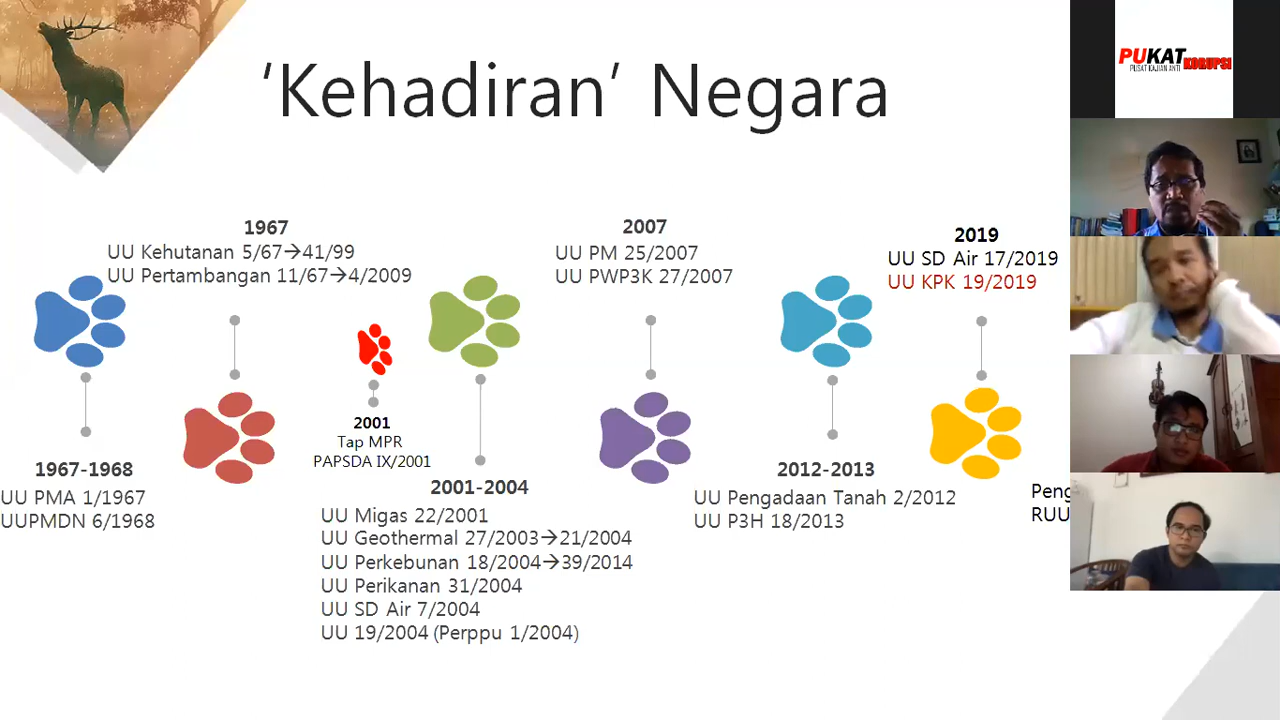 'Kehadiran' Negara
1967
UU Kehutanan 5/67→41/99
UU Pertambangan 11/67→4/2009
2007
UU PM 25/2007
UU PWP3K 27/2007
2019
UU SD Air 17/2019
UU KPK 19/2019
1967-1968
UU PMA 1/1967
UUPMDN 6/1968
2001
Tap MPR
PAPSDA IX/2001
2001-2004
UU Migas 22/2001
UU Geothermal 27/2003→21/2004
UU Perkebunan 18/2004→39/2014
UU Perikanan 31/2004
UU SD Air 7/2004
UU 19/2004 (Perppu 1/2004)
2012-2013
UU Pengadaan Tanah 2/2012
UU P3H 18/2013
Peng
RUU
PUKAT
PUSAT KAJIAN ANTI KORUPSI